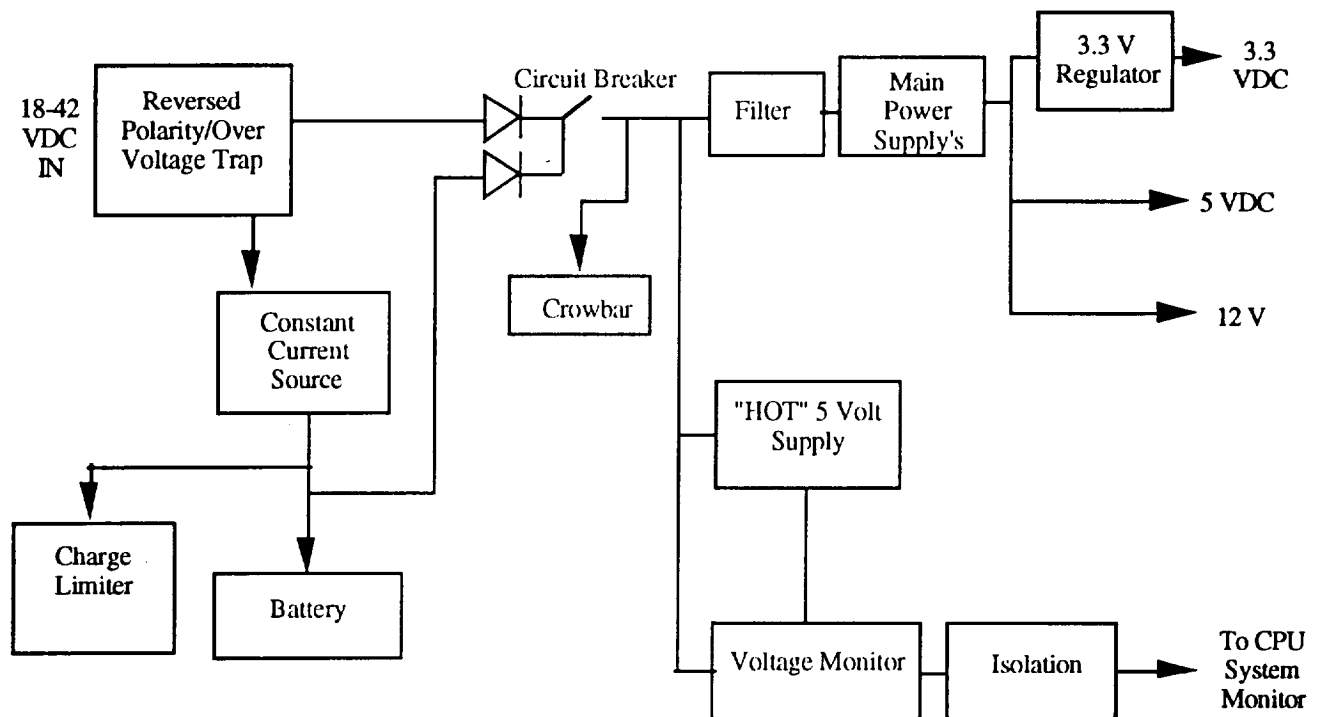 18-42
VDC
IN
Reversed
Polarity/Over
Voltage Trap
Circuit Breaker
Filter
Main
Power
Supply's
3.3 V
Regulator
3.3
VDC
5 VDC
12 V
Crowbar
Constant
Current
Source
"HOT" 5 Volt
Supply
Charge
Limiter
Battery
Voltage Monitor
Isolation
To CPU
System
Monitor